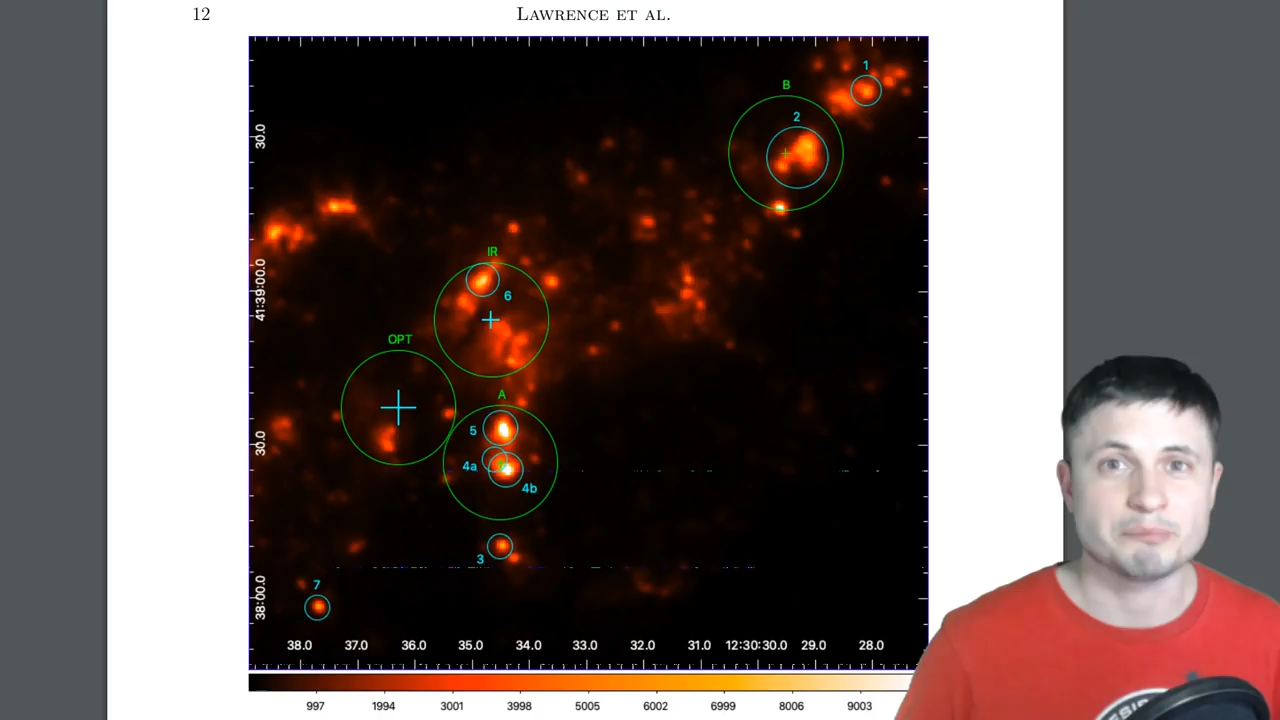 12
LAWRENCE ET AL.
1
B
2
30.0
IR
6
41:39:00.0
OPT
A
5
30.0
4a
4b
3
7
38:00.0
38.0 37.0 36.0 35.0 34.0 33.0 32.0 31.0 12:30:30.0 29.0 28.0
997 1994 3001 3998 5005 6002 6999 8006 9003